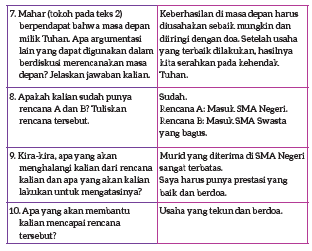 7. Mahar (tokoh pada teks 2)
berpendapat bahwa masa depan
milik Tuhan. Apa argumentasi
lain yang dapat digunakan dalam
berdiskusi merencanakan masa
depan? Jelaskan jawaban kalian.
Keberhasilan di masa depan harus
diusahakan sebaik mungkin dan
diiringi dengan doa. Setelah usaha
yang terbaik dilakukan, hasilnya
kita serahkan pada kehendak
Tuhan.
8. Apakah kalian sudah punya
rencana A dan B? Tuliskan
rencana tersebut.
Sudah.
Rencana A: Masuk SMA Negeri.
Rencana B: Masuk SMA Swasta
yang bagus.
9. Kira-kira, apa yang akan
menghalangi kalian dari rencana
kalian dan apa yang akan kalian
lakukan untuk mengatasinya?
Murid yang diterima di SMA Negeri
sangat terbatas.
Saya harus punya prestasi yang
baik dan berdoa.
10. Apa yang akan membantu
kalian mencapai rencana
tersebut?
Usaha yang tekun dan berdoa.